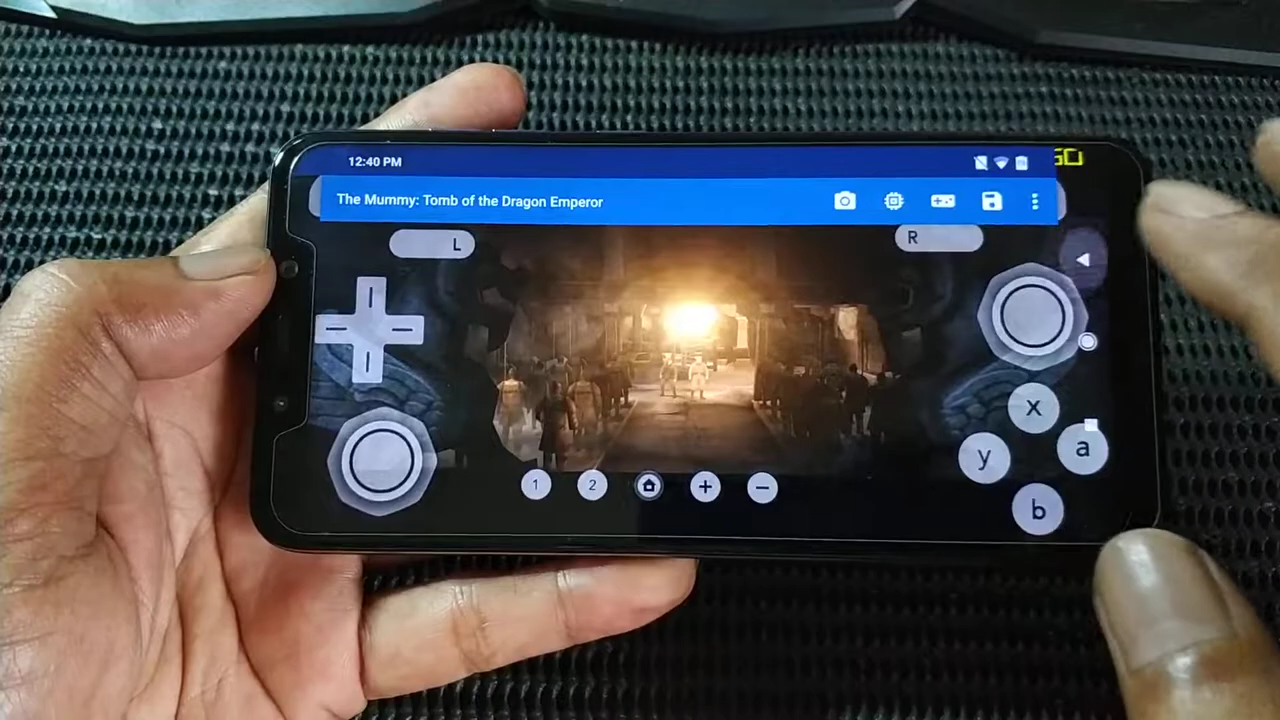 12:40 PM
The Mummy: Tomb of the Dragon Emperor
L
R
x
y
a
1
2
+
−
b